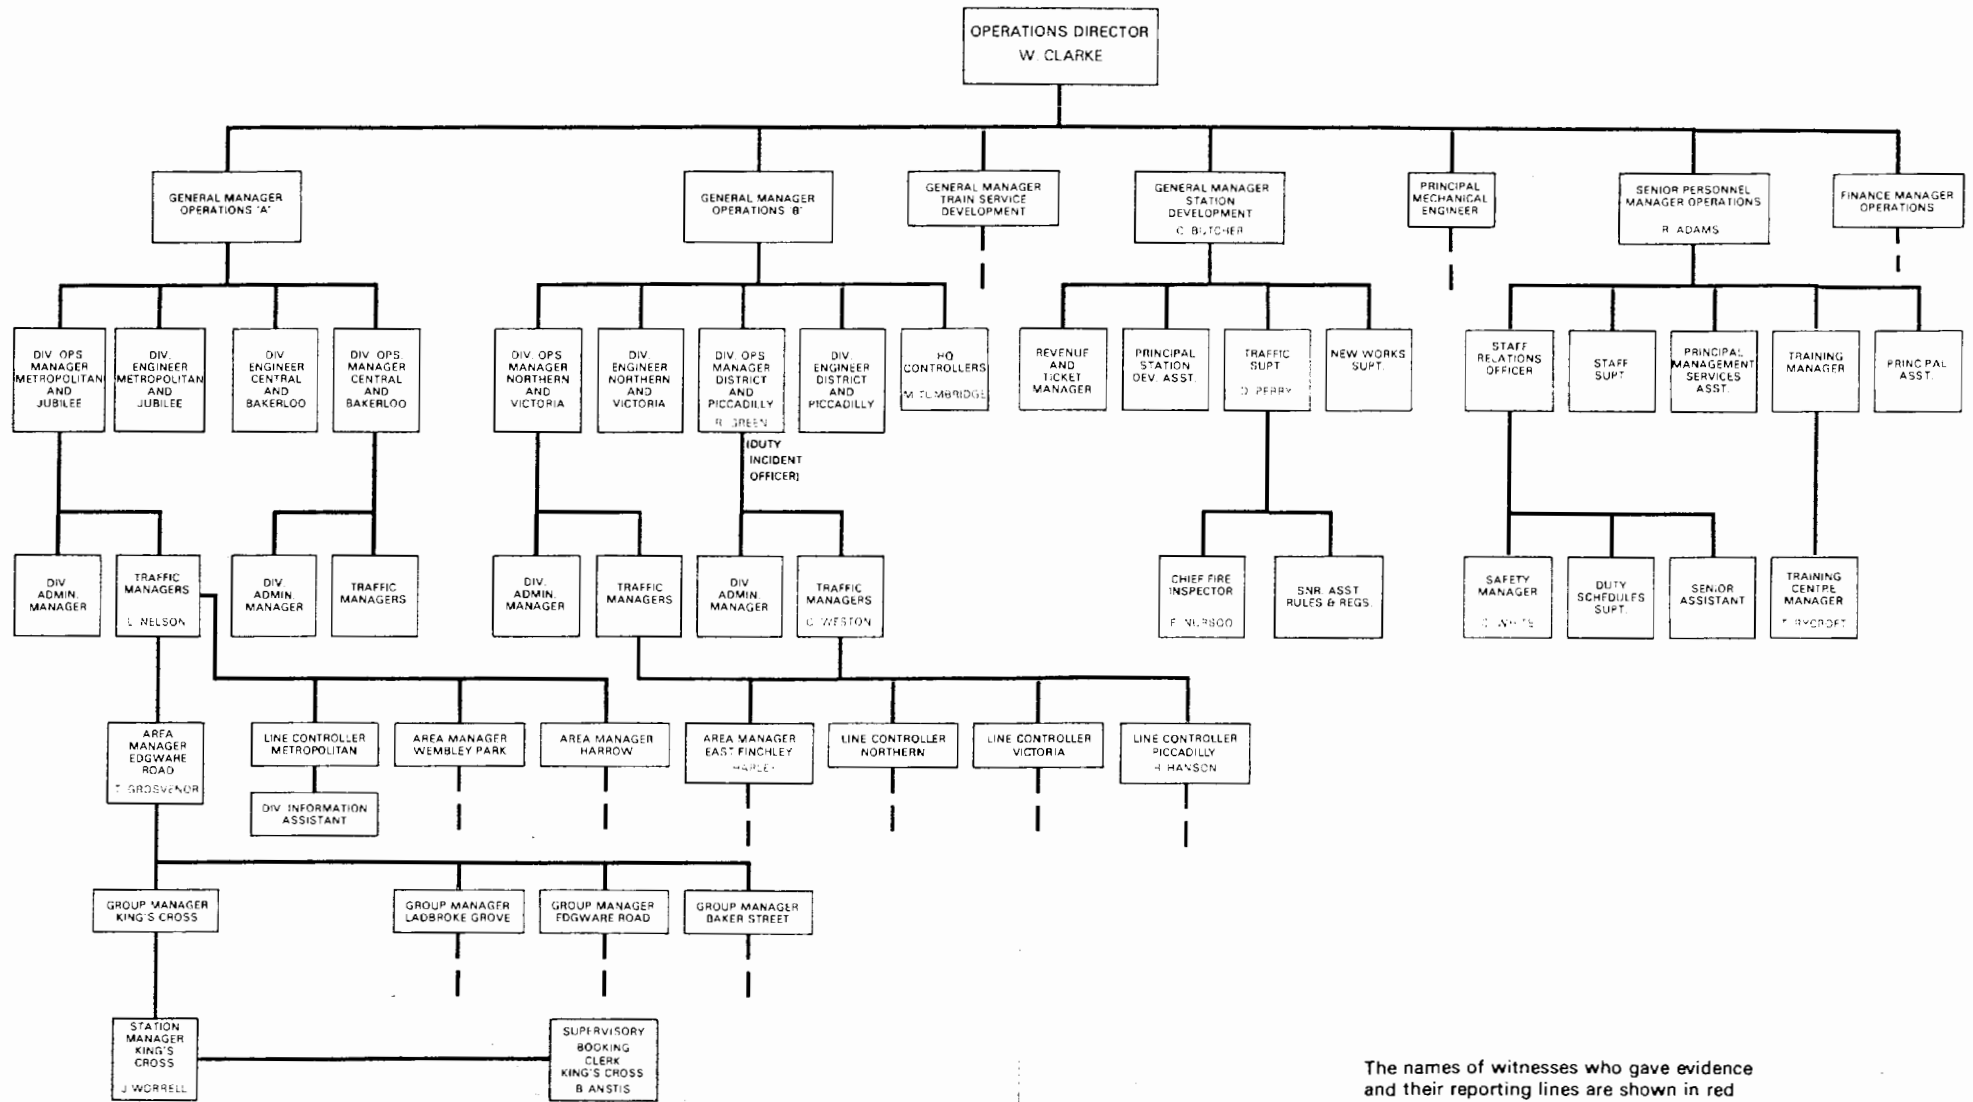 OPERATIONS DIRECTOR
W. CLARKE
GENERAL MANAGER
OPERATIONS 'A'
GENERAL MANAGER
OPERATIONS 'B'
GENERAL MANAGER
TRAIN SERVICE
DEVELOPMENT
GENERAL MANAGER
STATION
DEVELOPMENT
C. BUTCHER
PRINCIPAL
MECHANICAL
ENGINEER
SENIOR PERSONNEL
MANAGER OPERATIONS
R. ADAMS
FINANCE MANAGER
OPERATIONS
DIV. OPS
MANAGER
METROPOLITAN
AND
JUBILEE
DIV.
ENGINEER
METROPOLITAN
AND
JUBILEE
DIV
ENGINEER
CENTRAL
AND
BAKERLOO
DIV. OPS.
MANAGER
CENTRAL
AND
BAKERLOO
DIV. OPS
MANAGER
NORTHERN
AND
VICTORIA
DIV.
ENGINEER
NORTHERN
AND
VICTORIA
DIV. OPS
MANAGER
DISTRICT
AND
PICCADILLY
R. GREEN
(DUTY
INCIDENT
OFFICER)
DIV.
ENGINEER
DISTRICT
AND
PICCADILLY
HQ
CONTROLLERS
M TUMBRIDGE
REVENUE
AND
TICKET
MANAGER
PRINCIPAL
STATION
DEV. ASST.
TRAFFIC
SUPT
D. PERRY
NEW WORKS
SUPT.
STAFF
RELATIONS
OFFICER
STAFF
SUPT
PRINCIPAL
MANAGEMENT
SERVICES
ASST.
TRAINING
MANAGER
PRINCIPAL
ASST.
DIV
ADMIN.
MANAGER
TRAFFIC
MANAGERS
L. NELSON
DIV.
ADMIN.
MANAGER
TRAFFIC
MANAGERS
DIV.
ADMIN.
MANAGER
TRAFFIC
MANAGERS
DIV
ADMIN.
MANAGER
TRAFFIC
MANAGERS
WESTON
CHIEF FIRE
INSPECTOR
SNR. ASST
RULES & REGS.
SAFETY
MANAGER
WHITE
DUTY
SCHEDULES
SUPT.
SENIOR
ASSISTANT
TRAINING
CENTRE
MANAGER
RYCROFT
AREA
MANAGER
EDGWARE
ROAD
T. GROSVENOR
LINE CONTROLLER
METROPOLITAN
DIV. INFORMATION
ASSISTANT
AREA MANAGER
WEMBLEY PARK
AREA MANAGER
HARROW
AREA MANAGER
EAST FINCHLEY
HARLEY
LINE CONTROLLER
NORTHERN
LINE CONTROLLER
VICTORIA
LINE CONTROLLER
PICCADILLY
HANSON
GROUP MANAGER
KING'S CROSS
GROUP MANAGER
LADBROKE GROVE
GROUP MANAGER
EDGWARE ROAD
GROUP MANAGER
BAKER STREET
STATION
MANAGER
KING'S
CROSS
J WORRELL
SUPERVISORY
BOOKING
CLERK
KING'S CROSS
B ANSTIS
The names of witnesses who gave evidence
and their reporting lines are shown in red